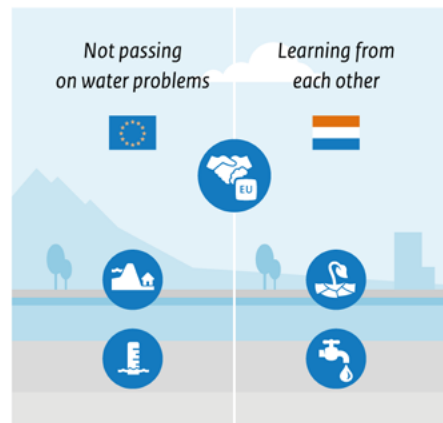 Not passing
on water problems
Learning from
each other
EU